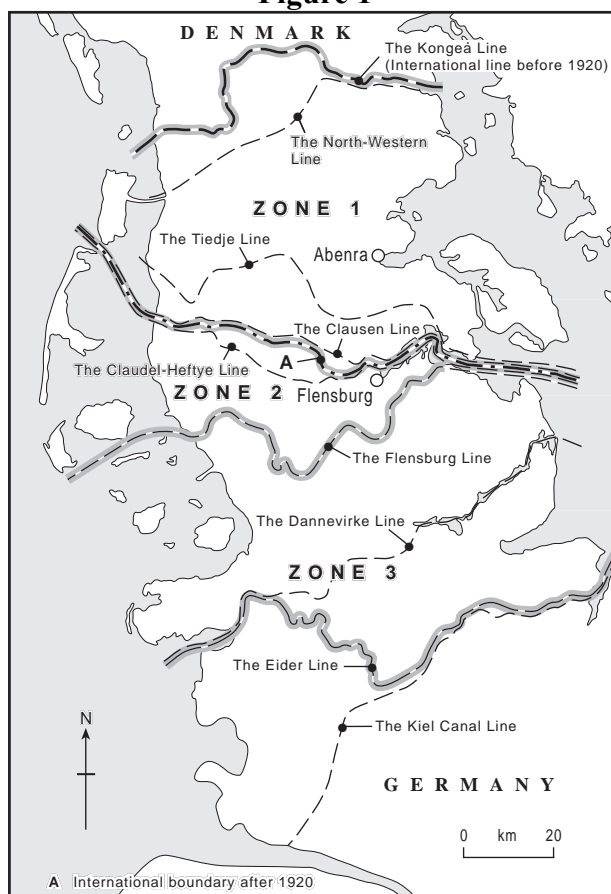 Figure 1
DENMARK
The Kongeá Line
(International line before 1920)
The North-Western
Line
ZONE 1
The Tiedje Line
Abenra
The Clausen Line
A
The Claudel-Heftye Line
ZONE 2
Flensburg
The Flensburg Line
The Dannevirke Line
ZONE 3
The Eider Line
N
The Kiel Canal Line
GERMANY
0 km 20
A International boundary after 1920